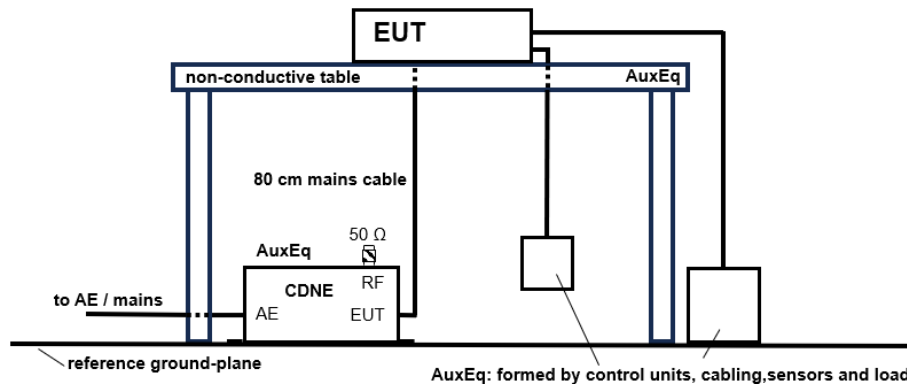 EUT
non-conductive table
AuxEq
80 cm mains cable
50 Ω
AuxEq
RF
CDNE
to AE / mains
AE
EUT
reference ground-plane
AuxEq: formed by control units, cabling,sensors and load